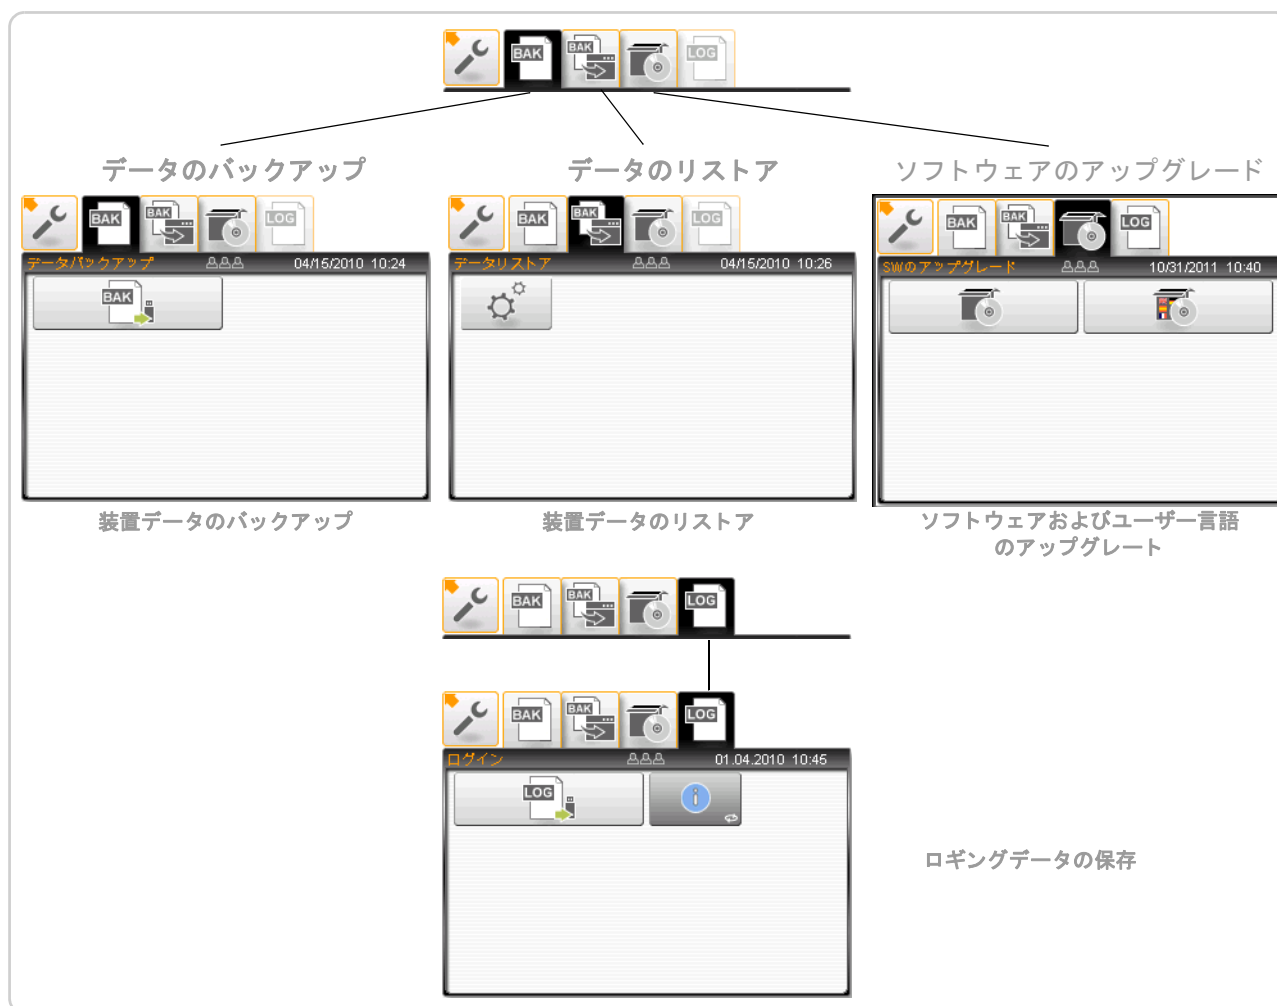 BAK BAK LOG
データのバックアップ データのリストア ソフトウェアのアップグレード
BAK BAK LOG
データバックアップ 04/15/2010 10:24
BAK
BAK BAK LOG
データリストア 04/15/2010 10:26
BAK BAK LOG
SWのアップグレード 10/31/2011 10:40
装置データのバックアップ
装置データのリストア
ソフトウェアおよびユーザー言語
のアップグレート
BAK BAK LOG
BAK BAK LOG
ログイン 01.04.2010 10:45
LOG i
ロギングデータの保存